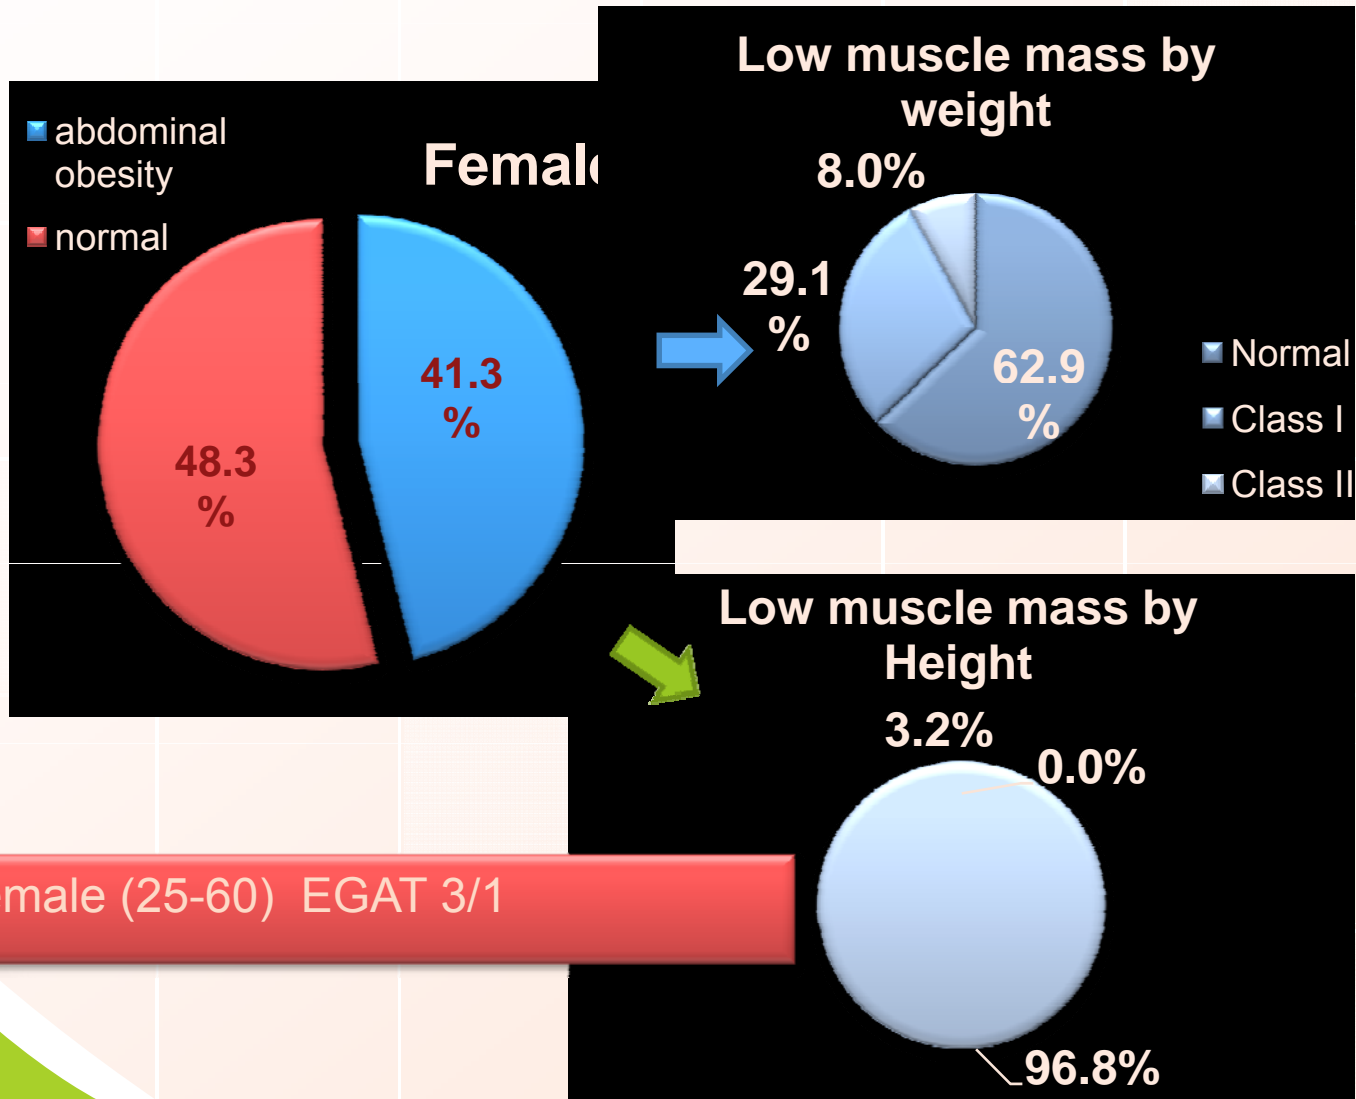 abdominal
obesity
normal
Female
41.3
%
48.3
%
Low muscle mass by
weight
8.0%
29.1
%
62.9
%
Normal
Class I
Class II
Low muscle mass by
Height
3.2%
0.0%
96.8%
male (25-60) EGAT 3/1